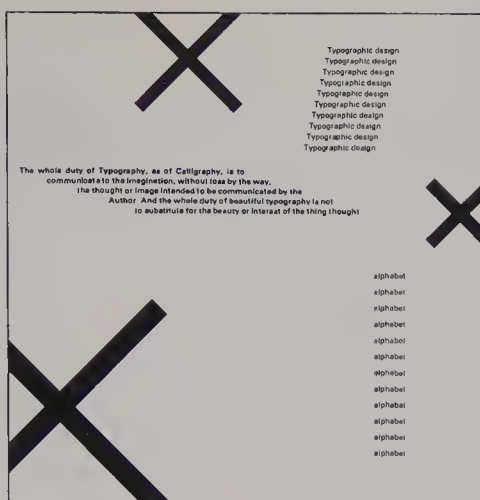 Typographic design
Typographic design
Typographic design
Typographic design
Typographic design
Typographic design
Typographic design
Typographic design
Typographic design
Typographic design
The whole duty of Typography, as of Calligraphy, is to
communicate to the imagination, without loss by the way,
the thought or image intended to be communicated by the
Author And the whole duty of beautiful typography is not
to substitute for the beauty or interest of the thing thought
alphabet
alphabet
alphabet
alphabet
alphabet
alphabet
alphabet
alphabet
alphabet
alphabet
alphabet
alphabet